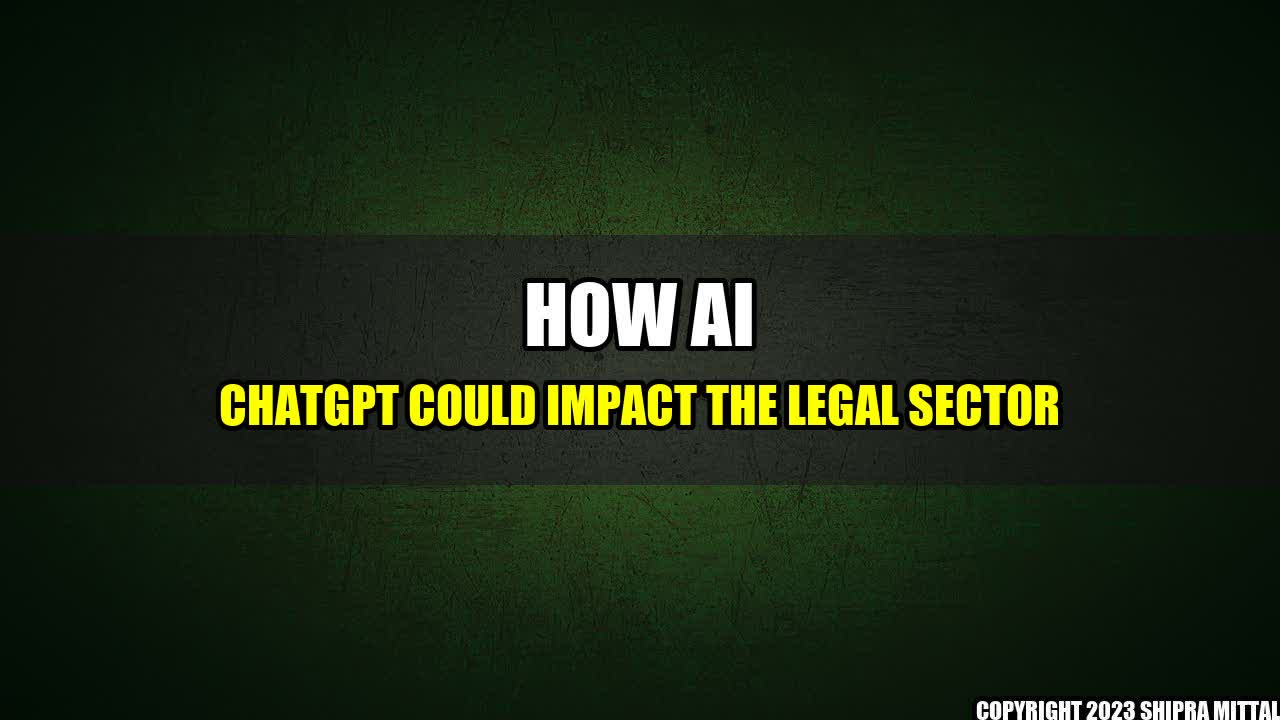 HOW AI
CHATGPT COULD IMPACT THE LEGAL SECTOR
COPYRIGHT 2023 SHIPRA MITTAL